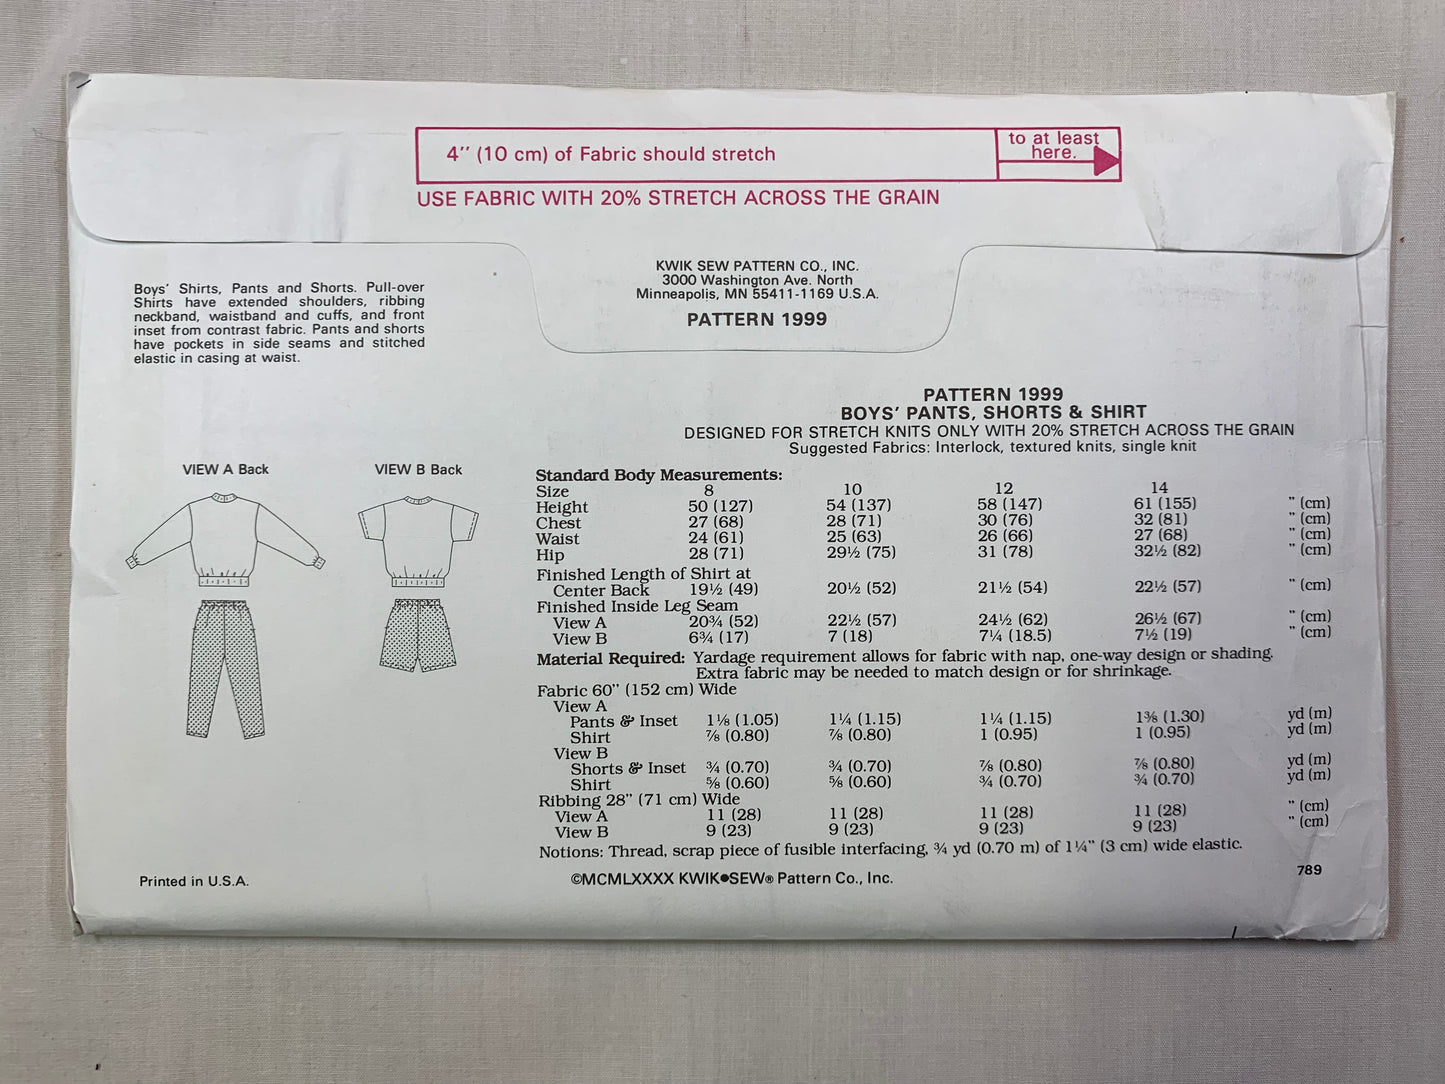 4" (10 cm) of Fabric should stretch
to at least
here.
USE FABRIC WITH 20% STRETCH ACROSS THE GRAIN
KWIK SEW PATTERN CO., INC.
3000 Washington Ave. North
Minneapolis, MN 55411-1169 U.S.A.
PATTERN 1999
Boys' Shirts, Pants and Shorts. Pull-over
Shirts have extended shoulders, ribbing
neckband, waistband and cuffs, and front
inset from contrast fabric. Pants and shorts
have pockets in side seams and stitched
elastic in casing at waist.
PATTERN 1999
BOYS' PANTS, SHORTS & SHIRT
DESIGNED FOR STRETCH KNITS ONLY WITH 20% STRETCH ACROSS THE GRAIN
Suggested Fabrics: Interlock, textured knits, single knit
VIEW A Back
VIEW B Back
Standard Body Measurements:
Size 8 10 12 14
Height 50 (127) 54 (137) 58 (147) 61 (155) " (cm)
Chest 27 (68) 28 (71) 30 (76) 32 (81) " (cm)
Waist 24 (61) 25 (63) 26 (66) 27 (68) " (cm)
Hip 28 (71) 29½ (75) 31 (78) 32½ (82) " (cm)
Finished Length of Shirt at
Center Back 19½ (49) 20½ (52) 21½ (54) 22½ (57) " (cm)
Finished Inside Leg Seam
View A 20¾ (52) 22½ (57) 24½ (62) 26½ (67) " (cm)
View B 6¾ (17) 7 (18) 7¼ (18.5) 7½ (19) " (cm)
Material Required: Yardage requirement allows for fabric with nap, one-way design or shading.
Extra fabric may be needed to match design or for shrinkage.
Fabric 60" (152 cm) Wide
View A
Pants & Inset 1⅛ (1.05) 1¼ (1.15) 1¼ (1.15) 1⅜ (1.30) yd (m)
Shirt ⅞ (0.80) ⅞ (0.80) 1 (0.95) 1 (0.95) yd (m)
View B
Shorts & Inset ¾ (0.70) ¾ (0.70) ⅞ (0.80) ⅞ (0.80) yd (m)
Shirt ⅝ (0.60) ⅝ (0.60) ¾ (0.70) ¾ (0.70) yd (m)
Ribbing 28" (71 cm) Wide
View A 11 (28) 11 (28) 11 (28) 11 (28) " (cm)
View B 9 (23) 9 (23) 9 (23) 9 (23) " (cm)
Notions: Thread, scrap piece of fusible interfacing, ¾ yd (0.70 m) of 1¼" (3 cm) wide elastic.
Printed in U.S.A.
©MCMLXXXX KWIK●SEW® Pattern Co., Inc.
789